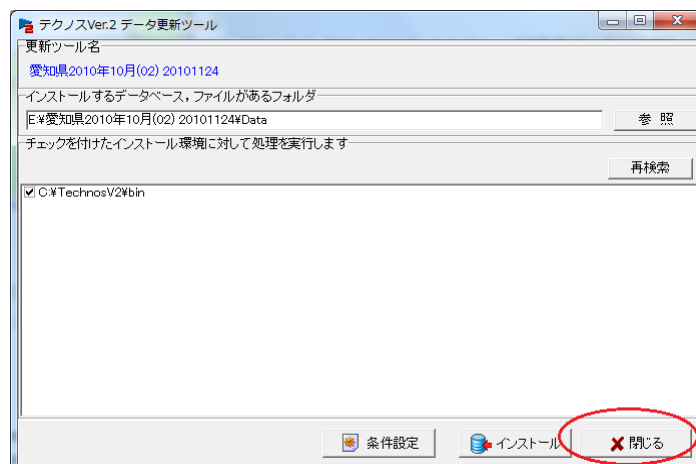 テクノスVer.2 データ更新ツール
更新ツール名
愛知県2010年10月(02) 20101124
インストールするデータベース，ファイルがあるフォルダ
E:¥愛知県2010年10月(02) 20101124¥Data
参 照
チェックを付けたインストール環境に対して処理を実行します
再検索
C:¥TechnosV2¥bin
条件設定
インストール
閉じる